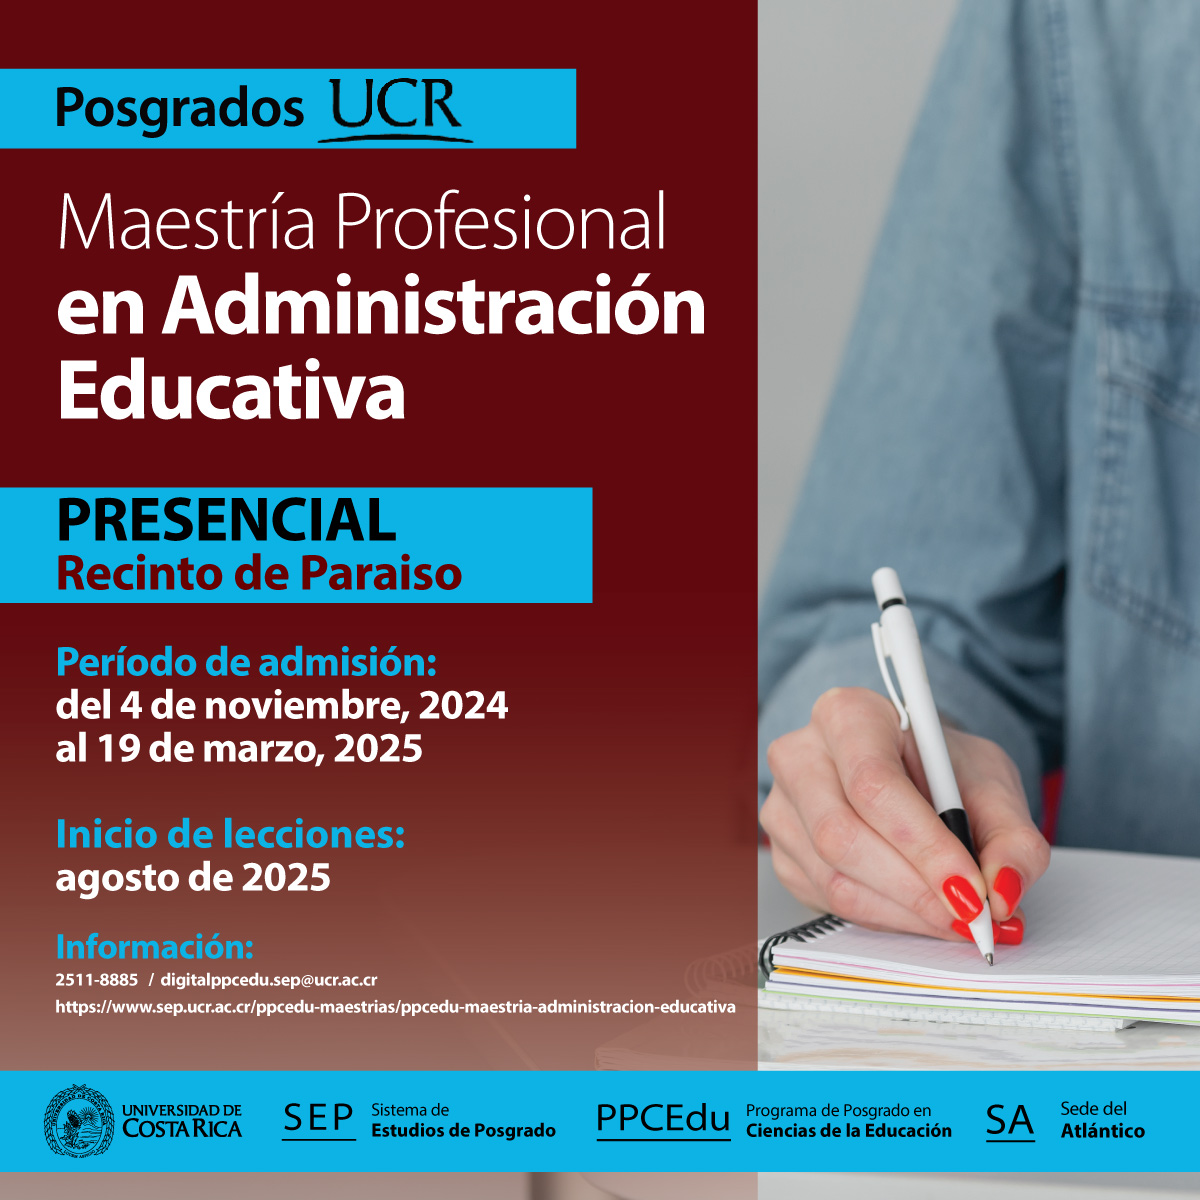 Posgrados UCR
Maestría Profesional
en Administración
Educativa
PRESENCIAL
Recinto de Paraiso
Período de admisión:
del 4 de noviembre, 2024
al 19 de marzo, 2025
Inicio de lecciones:
agosto de 2025
Información:
2511-8885 / digitalppcedu.sep@ucr.ac.cr
https://www.sep.ucr.ac.cr/ppcedu-maestrias/ppcedu-maestria-administracion-educativa
UNIVERSIDAD DE
COSTA RICA
SEP
Sistema de
Estudios de Posgrado
PPCEdu
Programa de Posgrado en
Ciencias de la Educación
SA
Sede del
Atlántico